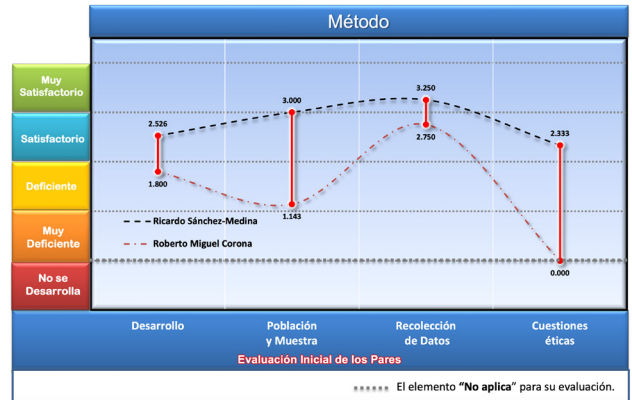 Método
Muy
Satisfactorio
Satisfactorio
Deficiente
Muy
Deficiente
No se
Desarrolla
2.526
3.000
3.250
2.333
1.800
1.143
2.750
0.000
Ricardo Sánchez-Medina
Roberto Miguel Corona
Desarrollo
Población
y Muestra
Recolección
de Datos
Cuestiones
éticas
Evaluación Inicial de los Pares
El elemento “No aplica” para su evaluación.